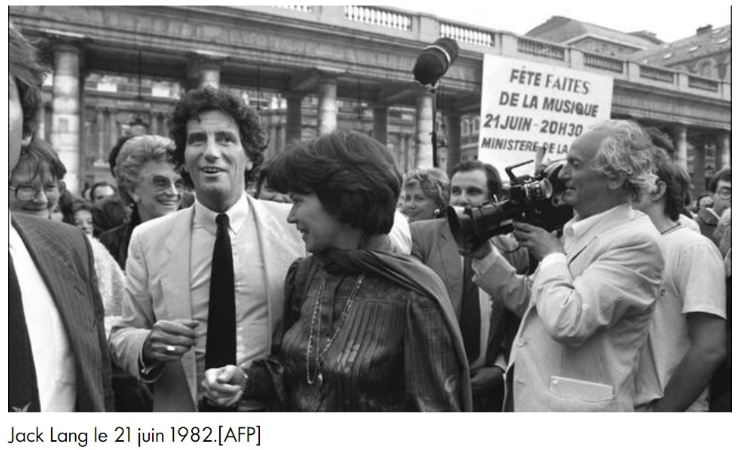 FÊTE FAITES
DE LA MUSIQUE
21 JUIN-20H30
MINISTERE DE LA
Jack Lang le 21 juin 1982.[AFP]